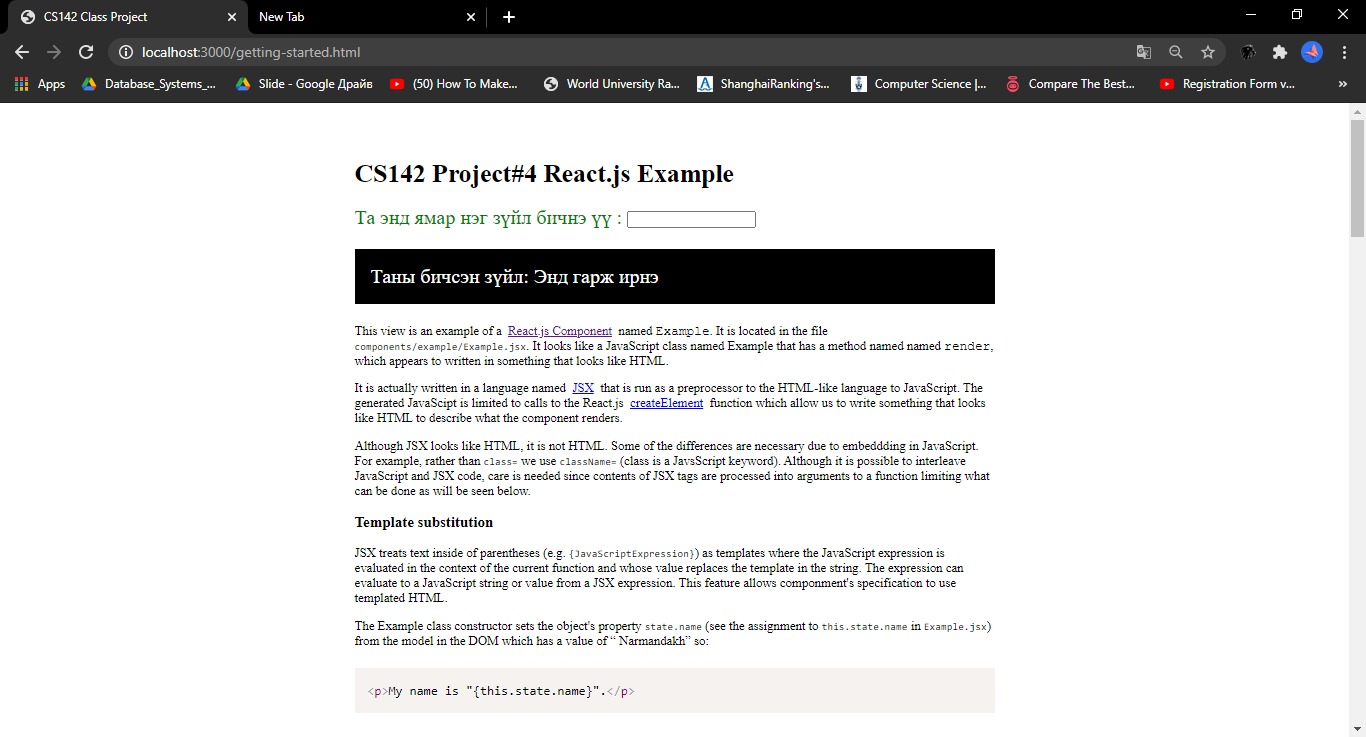 CS142 Class Project
New Tab
localhost:3000/getting-started.html
Apps
Database_Systems_...
Slide - Google Драйв
(50) How To Make...
World University Ra...
ShanghaiRanking's...
Computer Science |...
Compare The Best...
Registration Form v...
»
CS142 Project#4 React.js Example
Та энд ямар нэг зүйл бичнэ үү :
Таны бичсэн зүйл: Энд гарж ирнэ
This view is an example of a React.js Component named Example. It is located in the file
components/example/Example.jsx. It looks like a JavaScript class named Example that has a method named named render,
which appears to written in something that looks like HTML.
It is actually written in a language named JSX that is run as a preprocessor to the HTML-like language to JavaScript. The
generated JavaScipt is limited to calls to the React.js createElement function which allow us to write something that looks
like HTML to describe what the component renders.
Although JSX looks like HTML, it is not HTML. Some of the differences are necessary due to embeddding in JavaScript.
For example, rather than class= we use className= (class is a JavsScript keyword). Although it is possible to interleave
JavaScript and JSX code, care is needed since contents of JSX tags are processed into arguments to a function limiting what
can be done as will be seen below.
Template substitution
JSX treats text inside of parentheses (e.g. {JavaScriptExpression}) as templates where the JavaScript expression is
evaluated in the context of the current function and whose value replaces the template in the string. The expression can
evaluate to a JavaScript string or value from a JSX expression. This feature allows componment's specification to use
templated HTML.
The Example class constructor sets the object's property state.name (see the assignment to this.state.name in Example.jsx)
from the model in the DOM which has a value of “ Narmandakh” so:
<p>My name is "{this.state.name}".</p>